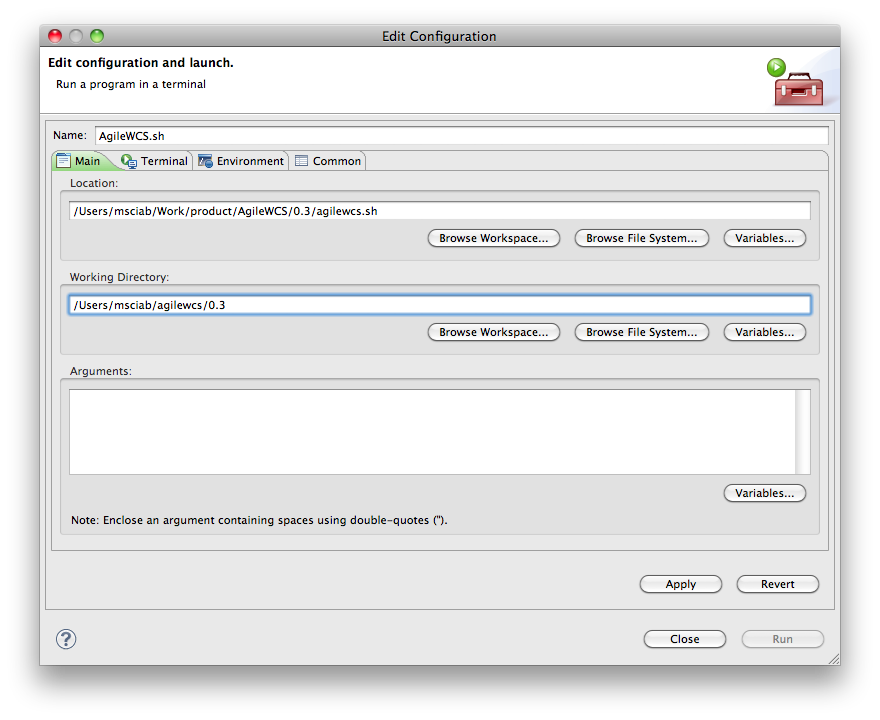 Edit Configuration
Edit configuration and launch.
Run a program in a terminal
Name: AgileWCS.sh
Main Terminal Environment Common
Location:
/Users/msciab/Work/product/AgileWCS/0.3/agilewcs.sh
Browse Workspace... Browse File System... Variables...
Working Directory:
/Users/msciab/agilewcs/0.3
Browse Workspace... Browse File System... Variables...
Arguments:
Variables...
Note: Enclose an argument containing spaces using double-quotes (").
Apply Revert
? Close Run